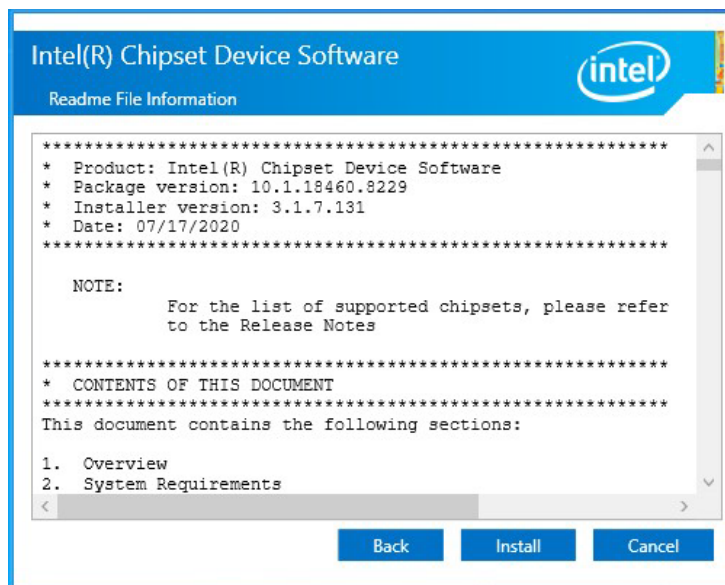 Intel(R) Chipset Device Software
intel
Readme File Information
************************************************************
*  Product: Intel(R) Chipset Device Software
*  Package version: 10.1.18460.8229
*  Installer version: 3.1.7.131
*  Date: 07/17/2020
************************************************************
NOTE:
For the list of supported chipsets, please refer
to the Release Notes
************************************************************
*  CONTENTS OF THIS DOCUMENT
************************************************************
This document contains the following sections:
1.  Overview
2.  System Requirements
Back Install Cancel